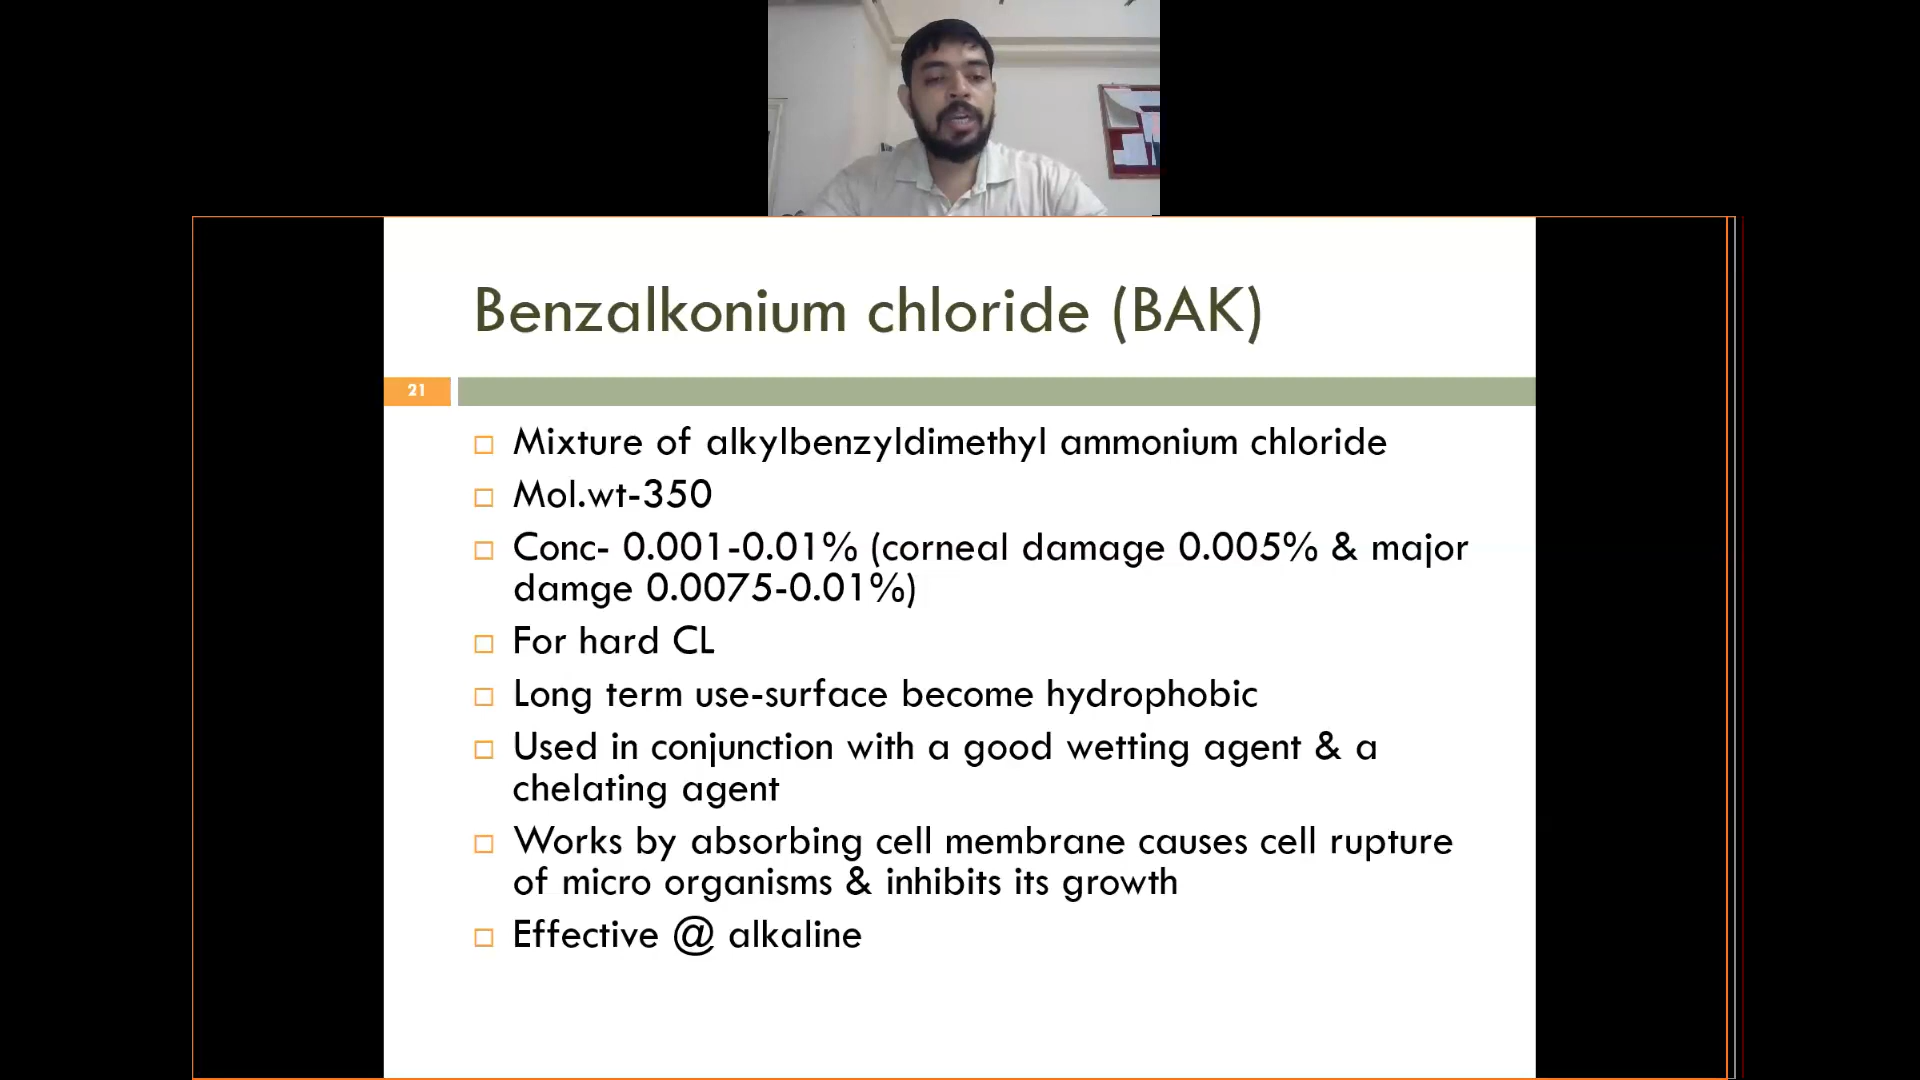 Benzalkonium chloride (BAK)
21
Mixture of alkylbenzyldimethyl ammonium chloride
Mol.wt-350
Conc- 0.001-0.01% (corneal damage 0.005% & major
damge 0.0075-0.01%)
For hard CL
Long term use-surface become hydrophobic
Used in conjunction with a good wetting agent & a
chelating agent
Works by absorbing cell membrane causes cell rupture
of micro organisms & inhibits its growth
Effective @ alkaline